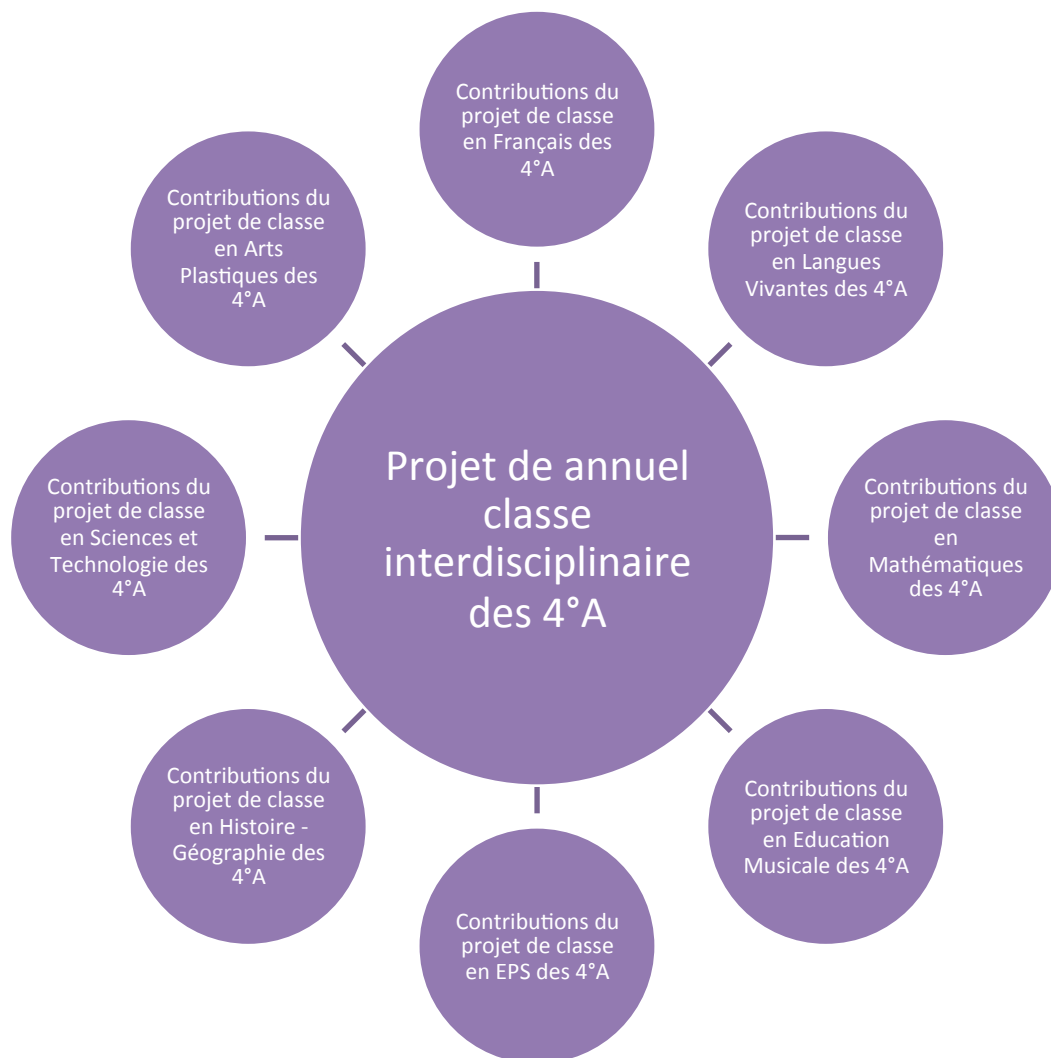 Contributions du
projet de classe
en Français des
4°A
Contributions du
projet de classe
en Arts
Plastiques des
4°A
Contributions du
projet de classe
en Langues
Vivantes des 4°A
Contributions du
projet de classe
en Sciences et
Technologie des
4°A
Projet de annuel
classe
interdisciplinaire
des 4°A
Contributions du
projet de classe
en
Mathématiques
des 4°A
Contributions du
projet de classe
en Histoire -
Géographie des
4°A
Contributions du
projet de classe
en Education
Musicale des 4°A
Contributions du
projet de classe
en EPS des 4°A